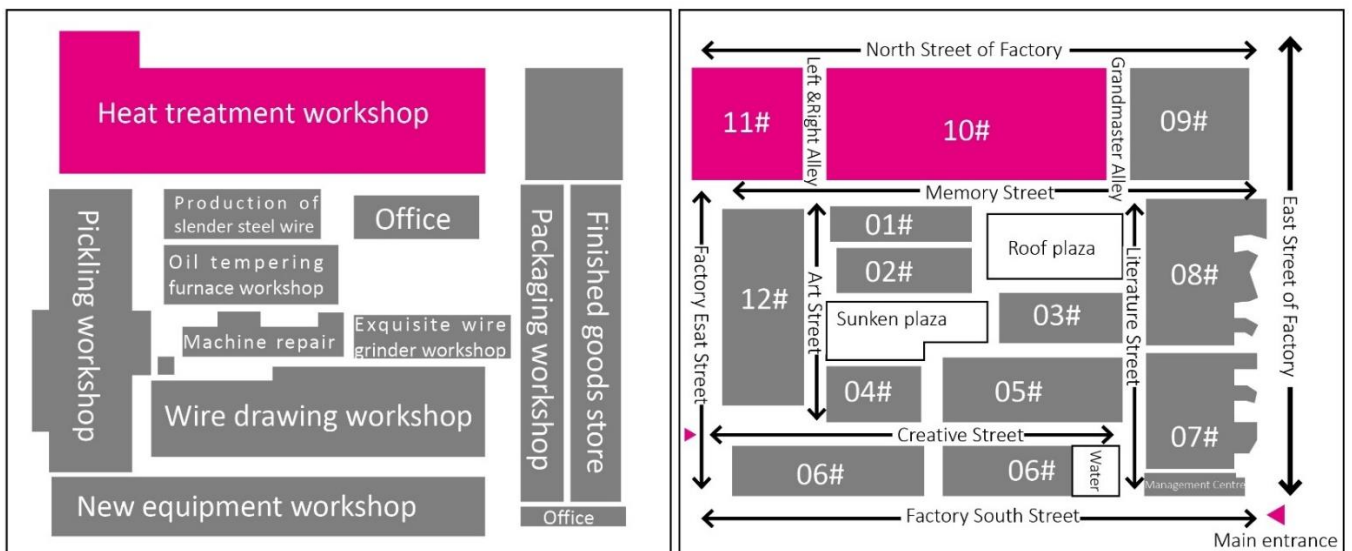 Heat treatment workshop
Pickling workshop
Production of
slender steel wire
Office
Oil tempering
furnace workshop
Machine repair
Exquisite wire
grinder workshop
Wire drawing workshop
New equipment workshop
Packaging workshop
Finished goods store
Office
North Street of Factory
11#
Left &Right Alley
10#
Grandmaster Alley
09#
Memory Street
Factory Esat Street
East Street of Factory
12#
Art Street
01#
02#
Roof plaza
Literature Street
08#
Sunken plaza
03#
04#
05#
07#
Creative Street
06#
06#
Water
Management Centre
Factory South Street
Main entrance